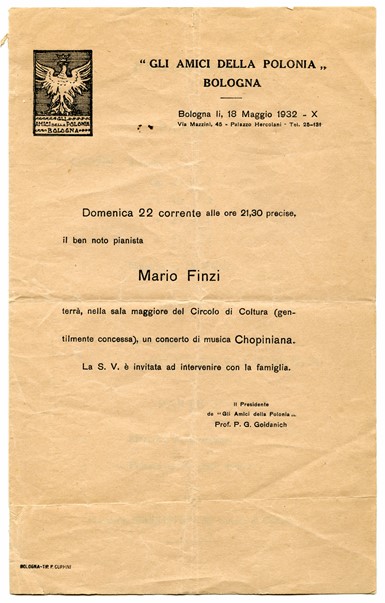 GLI
AMICI DELLA POLONIA
BOLOGNA
“ GLI AMICI DELLA POLONIA „
BOLOGNA
Bologna li, 18 Maggio 1932 - X
Via Mazzini, 45 - Palazzo Hercolani - Tel. 25-131
Domenica 22 corrente alle ore 21,30 precise,
il ben noto pianista
Mario Finzi
terrà, nella sala maggiore del Circolo di Coltura (gen-
tilmente concessa), un concerto di musica Chopiniana.
La S. V. è invitata ad intervenire con la famiglia.
Il Presidente
de “Gli Amici della Polonia„
Prof. P. G. Goidanich
BOLOGNA-TIP. P. CUPPINI